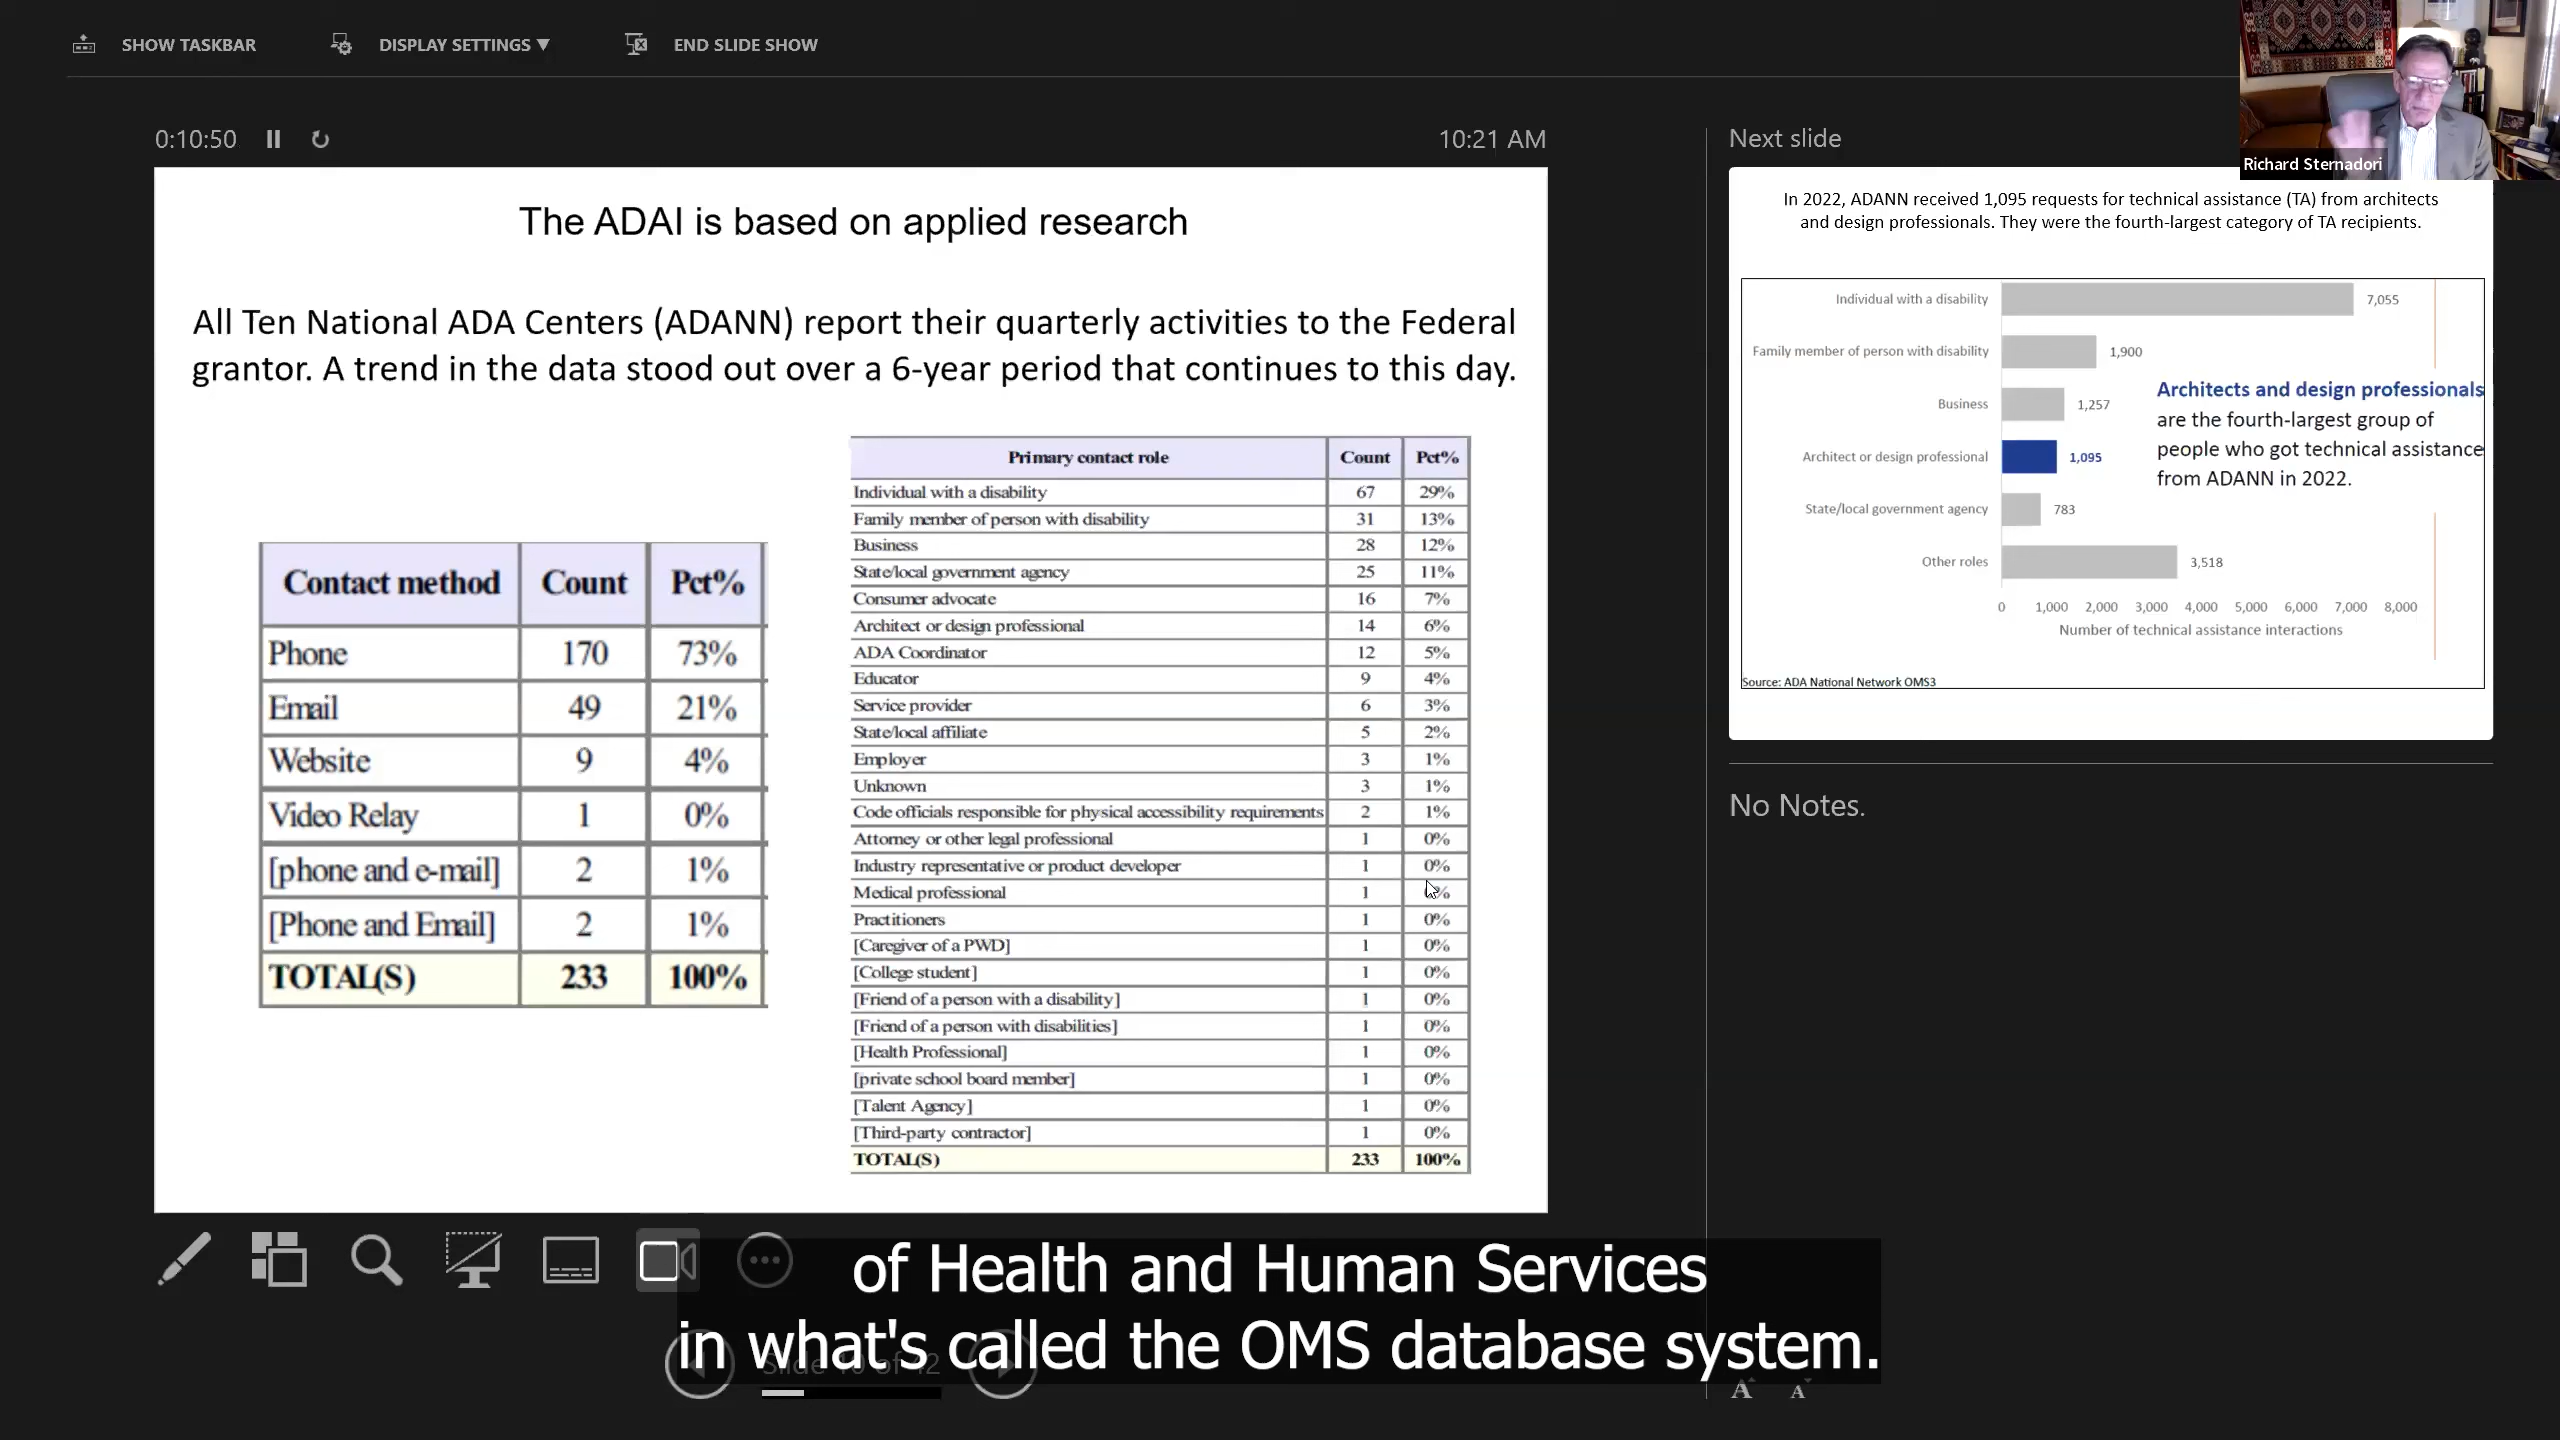 SHOW TASKBAR DISPLAY SETTINGS ▼ END SLIDE SHOW
0:10:50 10:21 AM
The ADAI is based on applied research
All Ten National ADA Centers (ADANN) report their quarterly activities to the Federal
grantor. A trend in the data stood out over a 6-year period that continues to this day.
Contact method Count Pct%
Phone 170 73%
Email 49 21%
Website 9 4%
Video Relay 1 0%
[phone and e-mail] 2 1%
[Phone and Email] 2 1%
TOTAL(S) 233 100%
Primary contact role Count Pct%
Individual with a disability 67 29%
Family member of person with disability 31 13%
Business 28 12%
State/local government agency 25 11%
Consumer advocate 16 7%
Architect or design professional 14 6%
ADA Coordinator 12 5%
Educator 9 4%
Service provider 6 3%
State/local affiliate 5 2%
Employer 3 1%
Unknown 3 1%
Code officials responsible for physical accessibility requirements 2 1%
Attorney or other legal professional 1 0%
Industry representative or product developer 1 0%
Medical professional 1 0%
Practitioners 1 0%
[Caregiver of a PWD] 1 0%
[College student] 1 0%
[Friend of a person with a disability] 1 0%
[Friend of a person with disabilities] 1 0%
[Health Professional] 1 0%
[private school board member] 1 0%
[Talent Agency] 1 0%
[Third-party contractor] 1 0%
TOTAL(S) 233 100%
Next slide
Richard Sternadori
In 2022, ADANN received 1,095 requests for technical assistance (TA) from architects
and design professionals. They were the fourth-largest category of TA recipients.
Individual with a disability 7,055
Family member of person with disability 1,900
Business 1,257
Architect or design professional 1,095
State/local government agency 783
Other roles 3,518
Architects and design professionals
are the fourth-largest group of
people who got technical assistance
from ADANN in 2022.
0 1,000 2,000 3,000 4,000 5,000 6,000 7,000 8,000
Number of technical assistance interactions
Source: ADA National Network OMS3
No Notes.
of Health and Human Services
in what's called the OMS database system.
Slide 10 of 42
A A